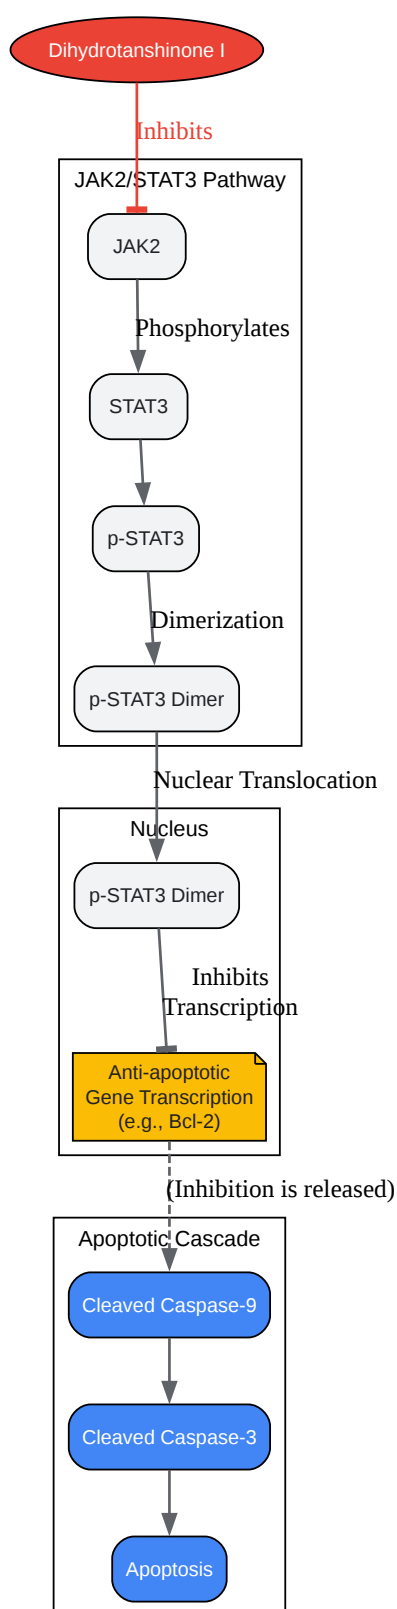 Dihydrotanshinone I
Inhibits
JAK2/STAT3 Pathway
JAK2
Phosphorylates
STAT3
p-STAT3
Dimerization
p-STAT3 Dimer
Nuclear Translocation
Nucleus
p-STAT3 Dimer
Inhibits
Transcription
Anti-apoptotic
Gene Transcription
(e.g., Bcl-2)
(Inhibition is released)
Apoptotic Cascade
Cleaved Caspase-9
Cleaved Caspase-3
Apoptosis